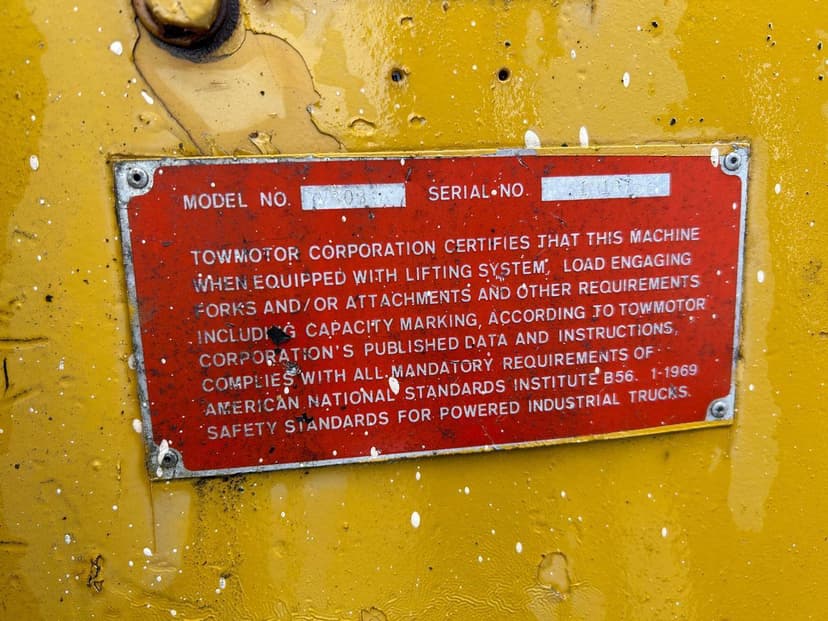 MODEL NO. SERIAL NO.
TOWMOTOR CORPORATION CERTIFIES THAT THIS MACHINE
WHEN EQUIPPED WITH LIFTING SYSTEM, LOAD ENGAGING
FORKS AND/OR ATTACHMENTS AND OTHER REQUIREMENTS
INCLUDING CAPACITY MARKING, ACCORDING TO TOWMOTOR
CORPORATION'S PUBLISHED DATA AND INSTRUCTIONS,
COMPLIES WITH ALL MANDATORY REQUIREMENTS OF
AMERICAN NATIONAL STANDARDS INSTITUTE B56. 1-1969
SAFETY STANDARDS FOR POWERED INDUSTRIAL TRUCKS.